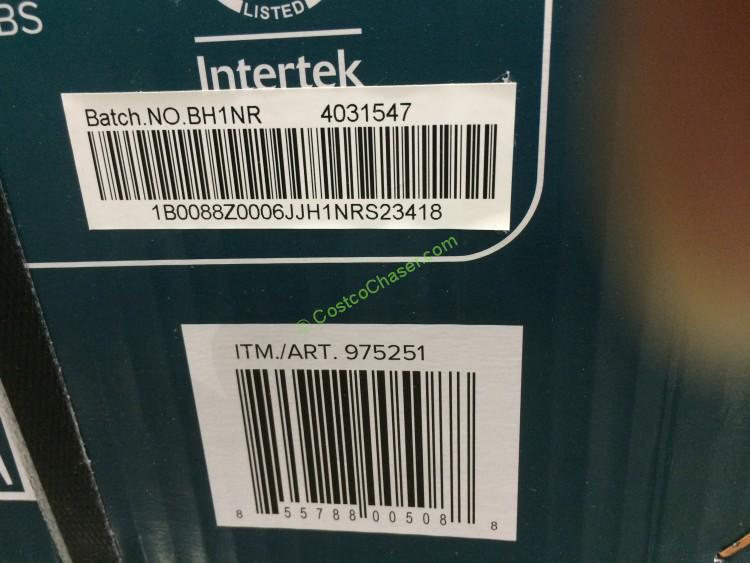 BS
LISTED
Intertek
Batch.NO.BH1NR 4031547
1B0088Z0006JJH1NRS23418
© CostcoChaser.com
ITM./ART. 975251
8 55788 00508 8